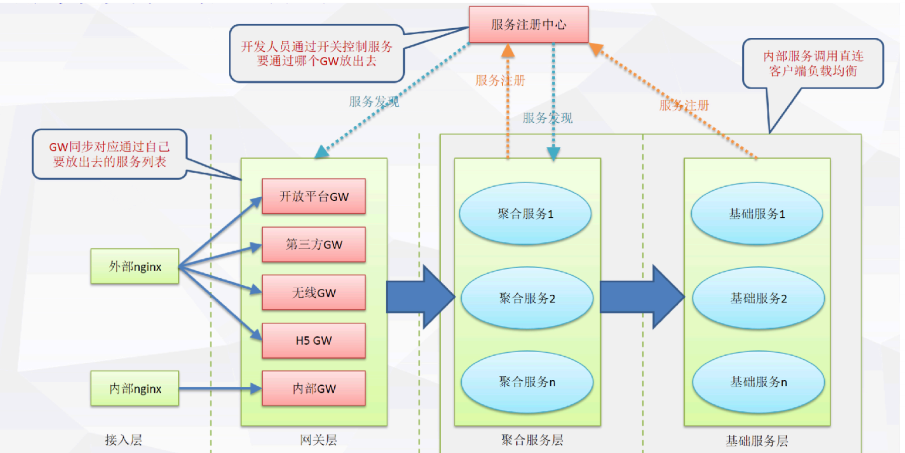 服务注册中心
开发人员通过开关控制服务
要通过哪个GW放出去
内部服务调用直连
客户端负载均衡
服务发现
服务注册
服务发现
服务注册
GW同步对应通过自己
要放出去的服务列表
外部nginx
内部nginx
开放平台GW
第三方GW
无线GW
H5 GW
内部GW
聚合服务1
聚合服务2
聚合服务n
基础服务1
基础服务2
基础服务n
接入层
网关层
聚合服务层
基础服务层